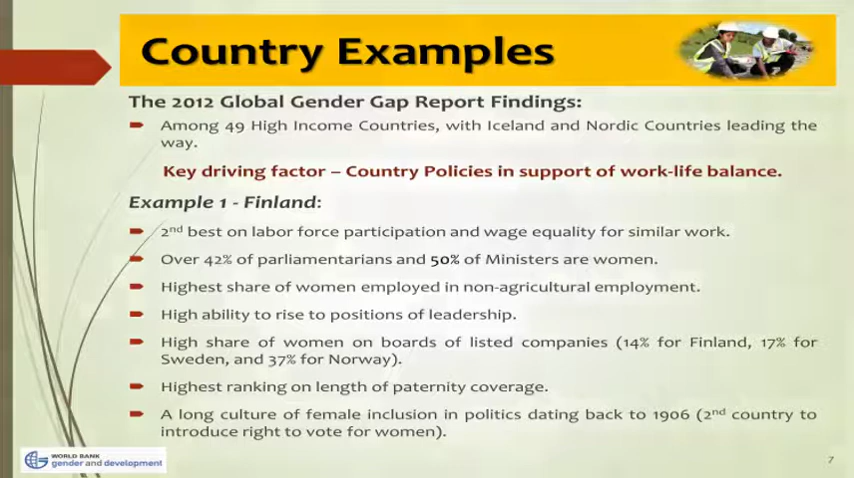 Country Examples
The 2012 Global Gender Gap Report Findings:
Among 49 High Income Countries, with Iceland and Nordic Countries leading the
way.
Key driving factor – Country Policies in support of work-life balance.
Example 1 - Finland:
2nd best on labor force participation and wage equality for similar work.
Over 42% of parliamentarians and 50% of Ministers are women.
Highest share of women employed in non-agricultural employment.
High ability to rise to positions of leadership.
High share of women on boards of listed companies (14% for Finland, 17% for
Sweden, and 37% for Norway).
Highest ranking on length of paternity coverage.
A long culture of female inclusion in politics dating back to 1906 (2nd country to
introduce right to vote for women).
WORLD BANK
gender and development
7